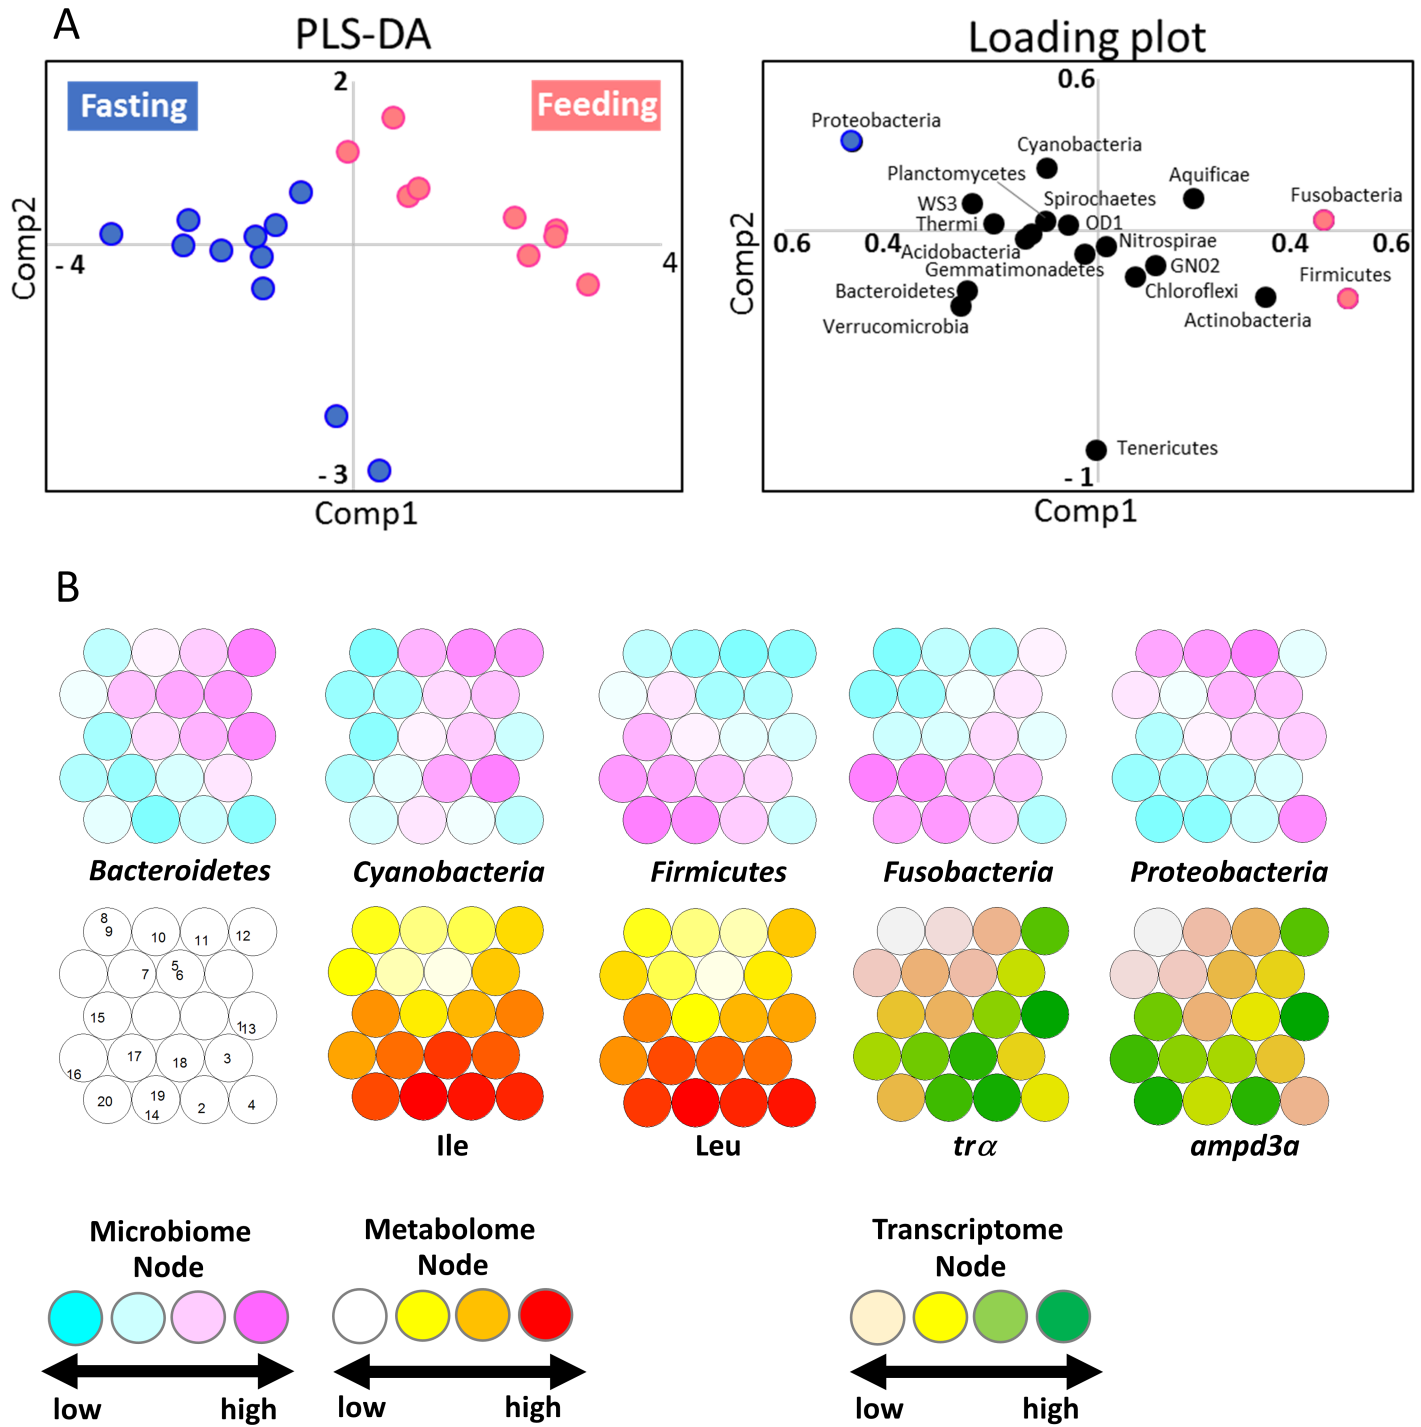 A
PLS-DA
Loading plot
Fasting
2
Feeding
Comp2
- 4
4
- 3
Comp1
0.6
Proteobacteria
Cyanobacteria
Planctomycetes
Aquificae
WS3
Spirochaetes
Fusobacteria
Thermi
OD1
Comp2
0.6
0.4
Nitrospirae
0.4
0.6
Acidobacteria
GN02
Gemmatimonadetes
Firmicutes
Bacteroidetes
Chloroflexi
Verrucomicrobia
Actinobacteria
Tenericutes
- 1
Comp1
B
Bacteroidetes
Cyanobacteria
Firmicutes
Fusobacteria
Proteobacteria
8
9
10
11
12
5
6
7
15
1
13
16
17
18
3
20
19
14
2
4
Ile
Leu
trα
ampd3a
Microbiome
Node
low
high
Metabolome
Node
low
high
Transcriptome
Node
low
high